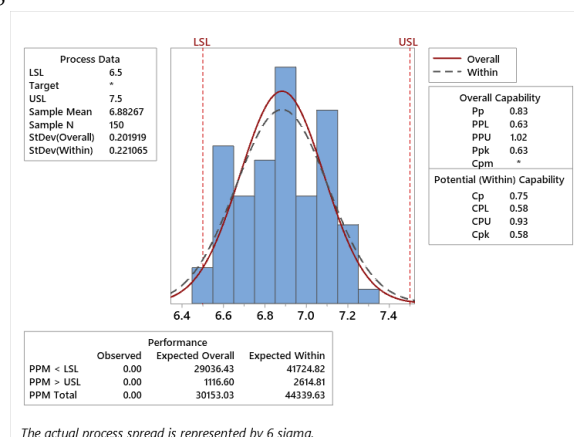 LSL USL
Process Data
LSL 6.5
Target *
USL 7.5
Sample Mean 6.88267
Sample N 150
StDev(Overall) 0.201919
StDev(Within) 0.221065
Overall
Within
Overall Capability
Pp 0.83
PPL 0.63
PPU 1.02
Ppk 0.63
Cpm *
Potential (Within) Capability
Cp 0.75
CPL 0.58
CPU 0.93
Cpk 0.58
6.4 6.6 6.8 7.0 7.2 7.4
Performance
Observed Expected Overall Expected Within
PPM < LSL 0.00 29036.43 41724.82
PPM > USL 0.00 1116.60 2614.81
PPM Total 0.00 30153.03 44339.63
The actual process spread is represented by 6 sigma.